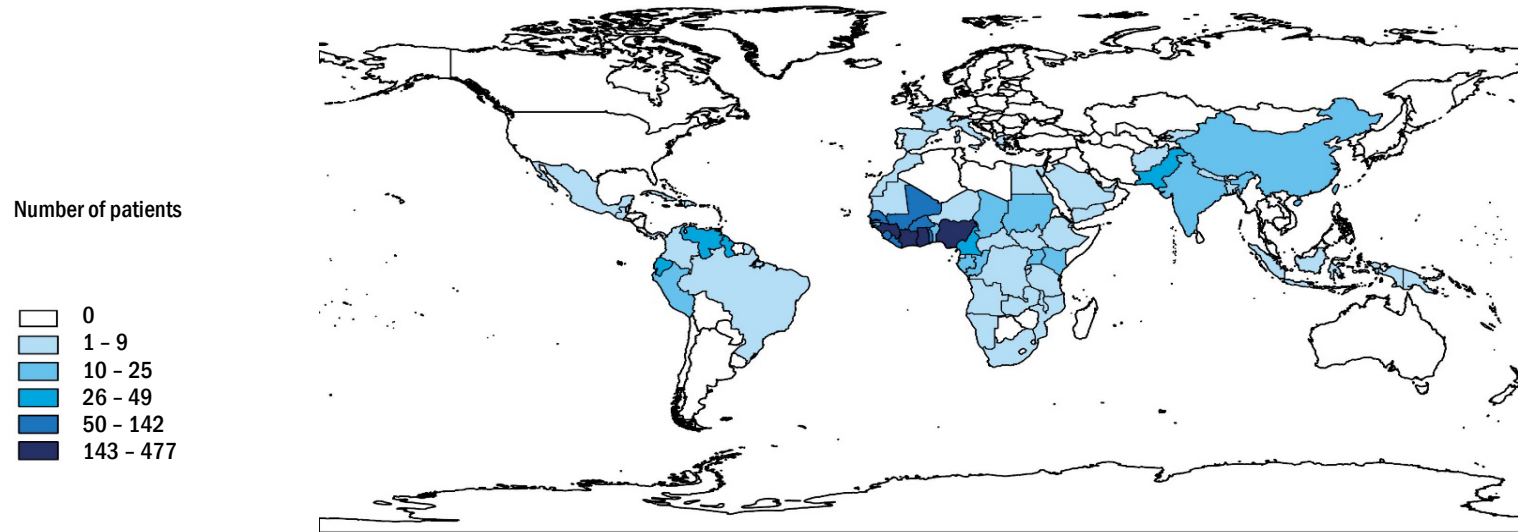 Number of patients
0
1 – 9
10 – 25
26 – 49
50 – 142
143 – 477